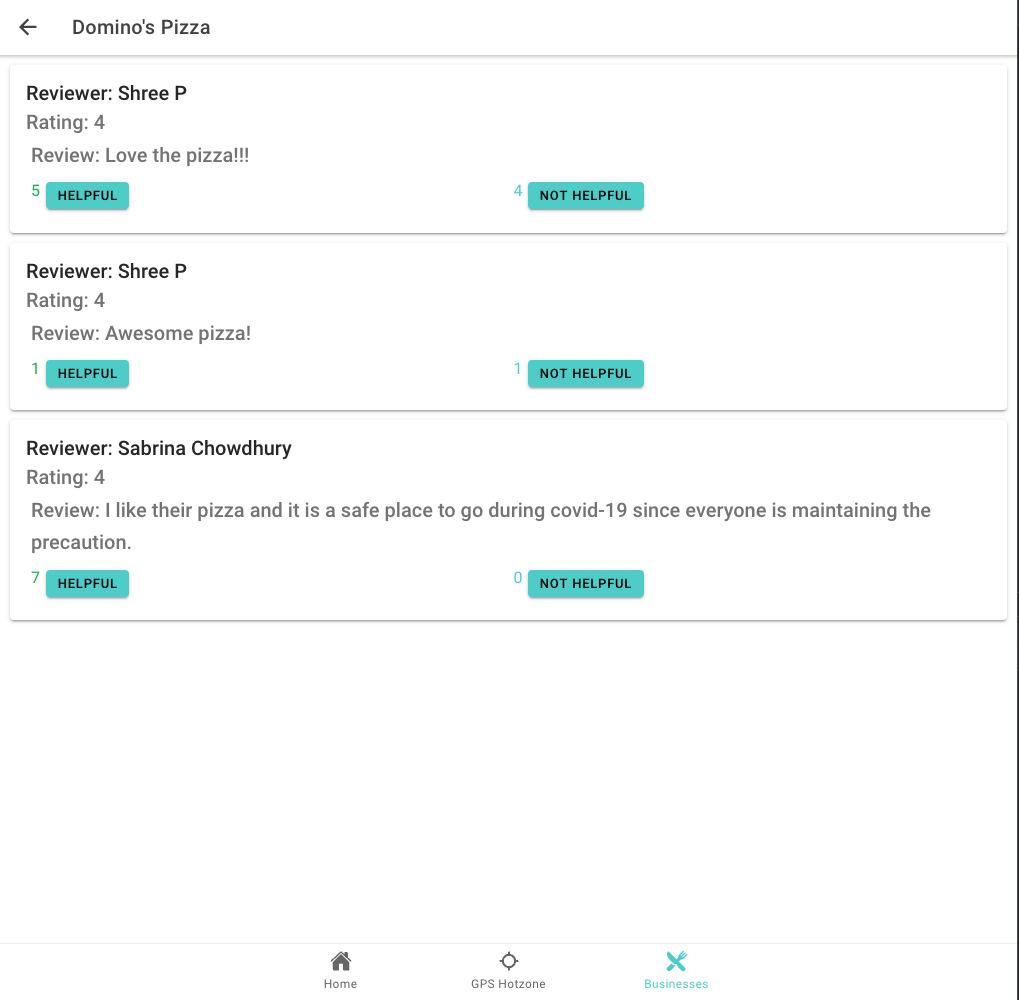 Domino's Pizza
Reviewer: Shree P
Rating: 4
Review: Love the pizza!!!
5 HELPFUL 4 NOT HELPFUL
Reviewer: Shree P
Rating: 4
Review: Awesome pizza!
1 HELPFUL 1 NOT HELPFUL
Reviewer: Sabrina Chowdhury
Rating: 4
Review: I like their pizza and it is a safe place to go during covid-19 since everyone is maintaining the
precaution.
7 HELPFUL 0 NOT HELPFUL
Home GPS Hotzone Businesses